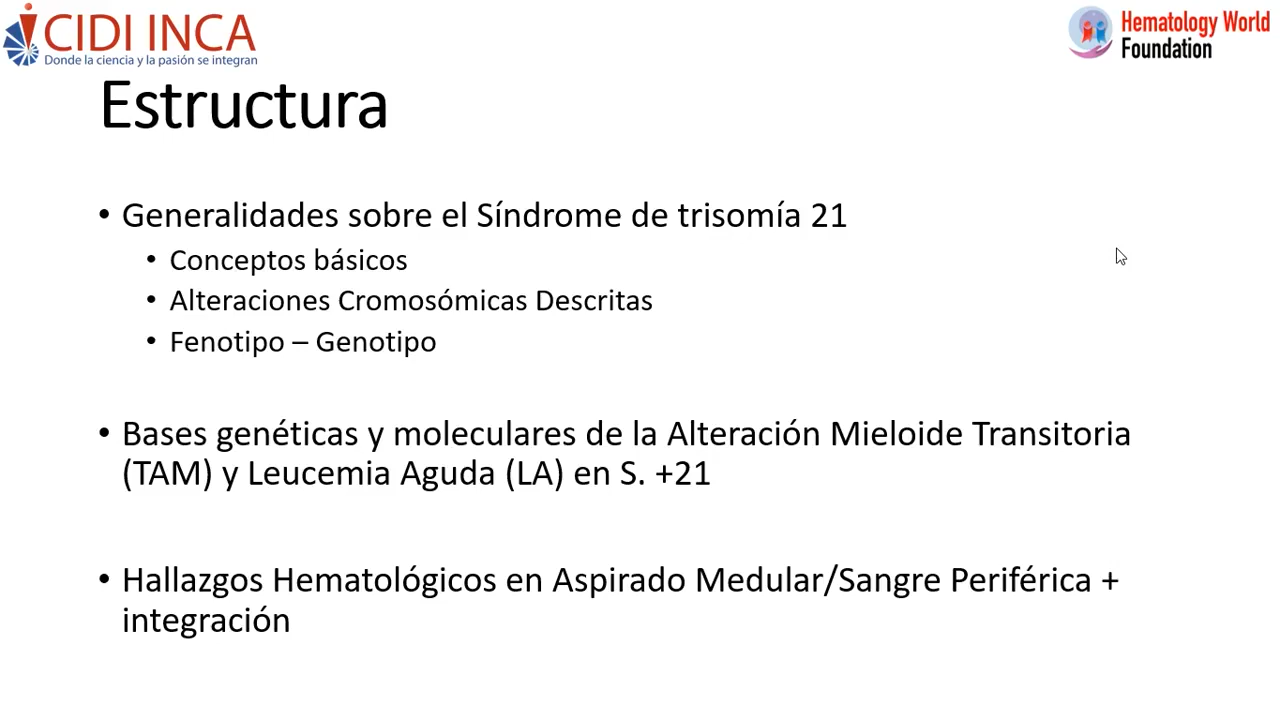 CIDI INCA
Donde la ciencia y la pasión se integran
Hematology World
Foundation
Estructura
• Generalidades sobre el Síndrome de trisomía 21
• Conceptos básicos
• Alteraciones Cromosómicas Descritas
• Fenotipo – Genotipo
• Bases genéticas y moleculares de la Alteración Mieloide Transitoria
(TAM) y Leucemia Aguda (LA) en S. +21
• Hallazgos Hematológicos en Aspirado Medular/Sangre Periférica +
integración